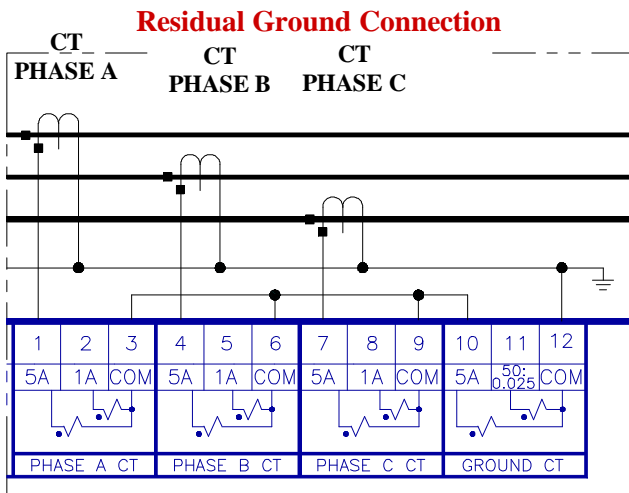 Residual Ground Connection
CT
PHASE A
CT
PHASE B
CT
PHASE C
1 2 3 4 5 6 7 8 9 10 11 12
5A 1A COM 5A 1A COM 5A 1A COM 5A 50: 0.025 COM
PHASE A CT PHASE B CT PHASE C CT GROUND CT